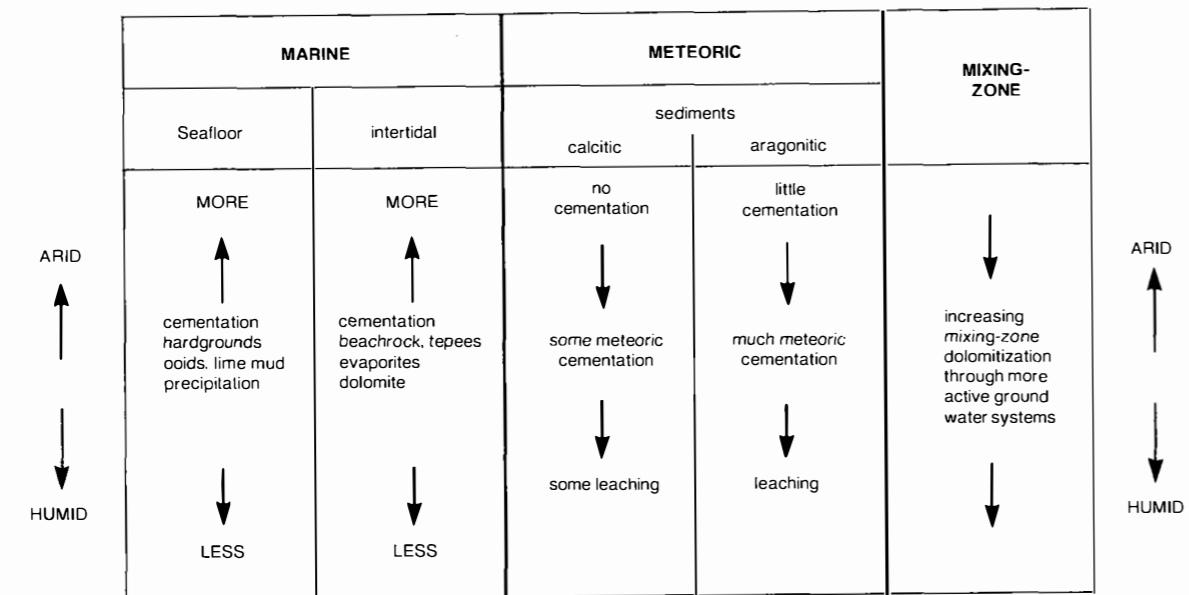 MARINE
METEORIC
MIXING-
ZONE
Seafloor
intertidal
sediments
calcitic
aragonitic
ARID
HUMID
MORE
cementation
hardgrounds
ooids. lime mud
precipitation
LESS
MORE
cementation
beachrock, tepees
evaporites
dolomite
LESS
no
cementation
some meteoric
cementation
some leaching
little
cementation
much meteoric
cementation
leaching
increasing
mixing-zone
dolomitization
through more
active ground
water systems
ARID
HUMID